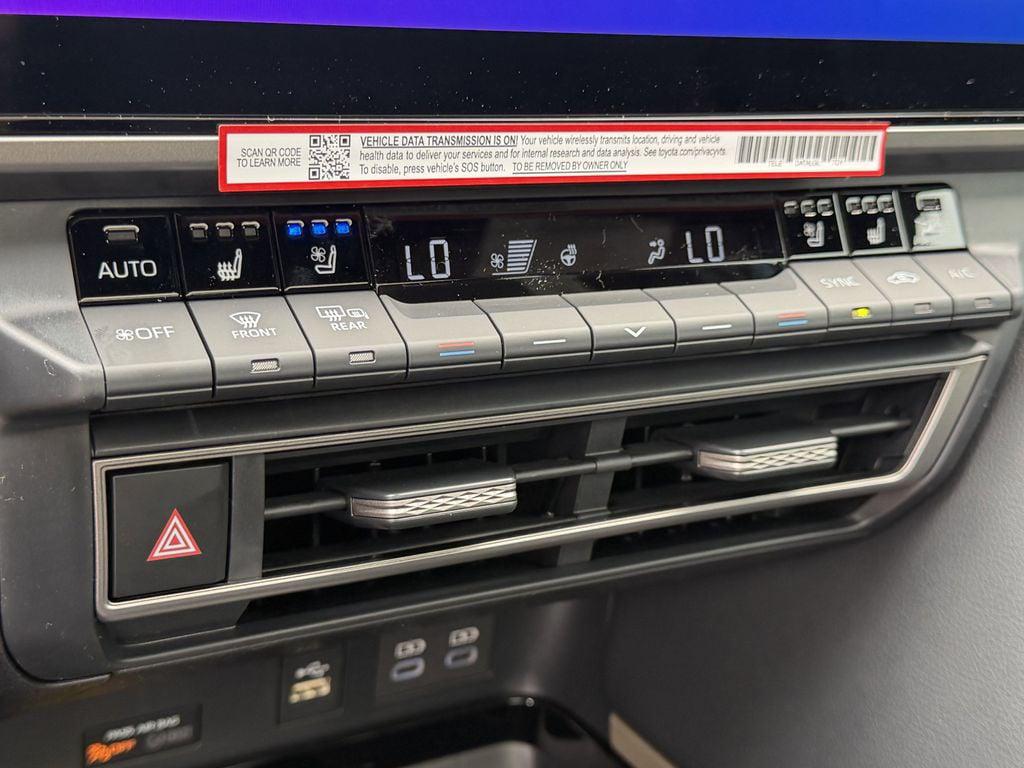 SCAN QR CODE
TO LEARN MORE
VEHICLE DATA TRANSMISSION IS ON! Your vehicle wirelessly transmits location, driving and vehicle
health data to deliver your services and for internal research and data analysis. See toyota.com/privacyvts.
To disable, press vehicle's SOS button. TO BE REMOVED BY OWNER ONLY
AUTO
LO
LO
OFF
FRONT
REAR
SYNC
A/C
AIR BAG